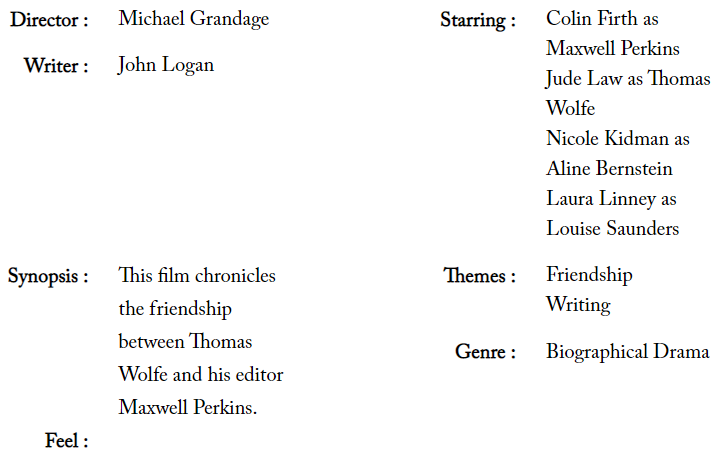 Director : Michael Grandage
Writer : John Logan
Starring : Colin Firth as
Maxwell Perkins
Jude Law as Thomas
Wolfe
Nicole Kidman as
Aline Bernstein
Laura Linney as
Louise Saunders
Synopsis : This film chronicles
the friendship
between Thomas
Wolfe and his editor
Maxwell Perkins.
Feel :
Themes : Friendship
Writing
Genre : Biographical Drama